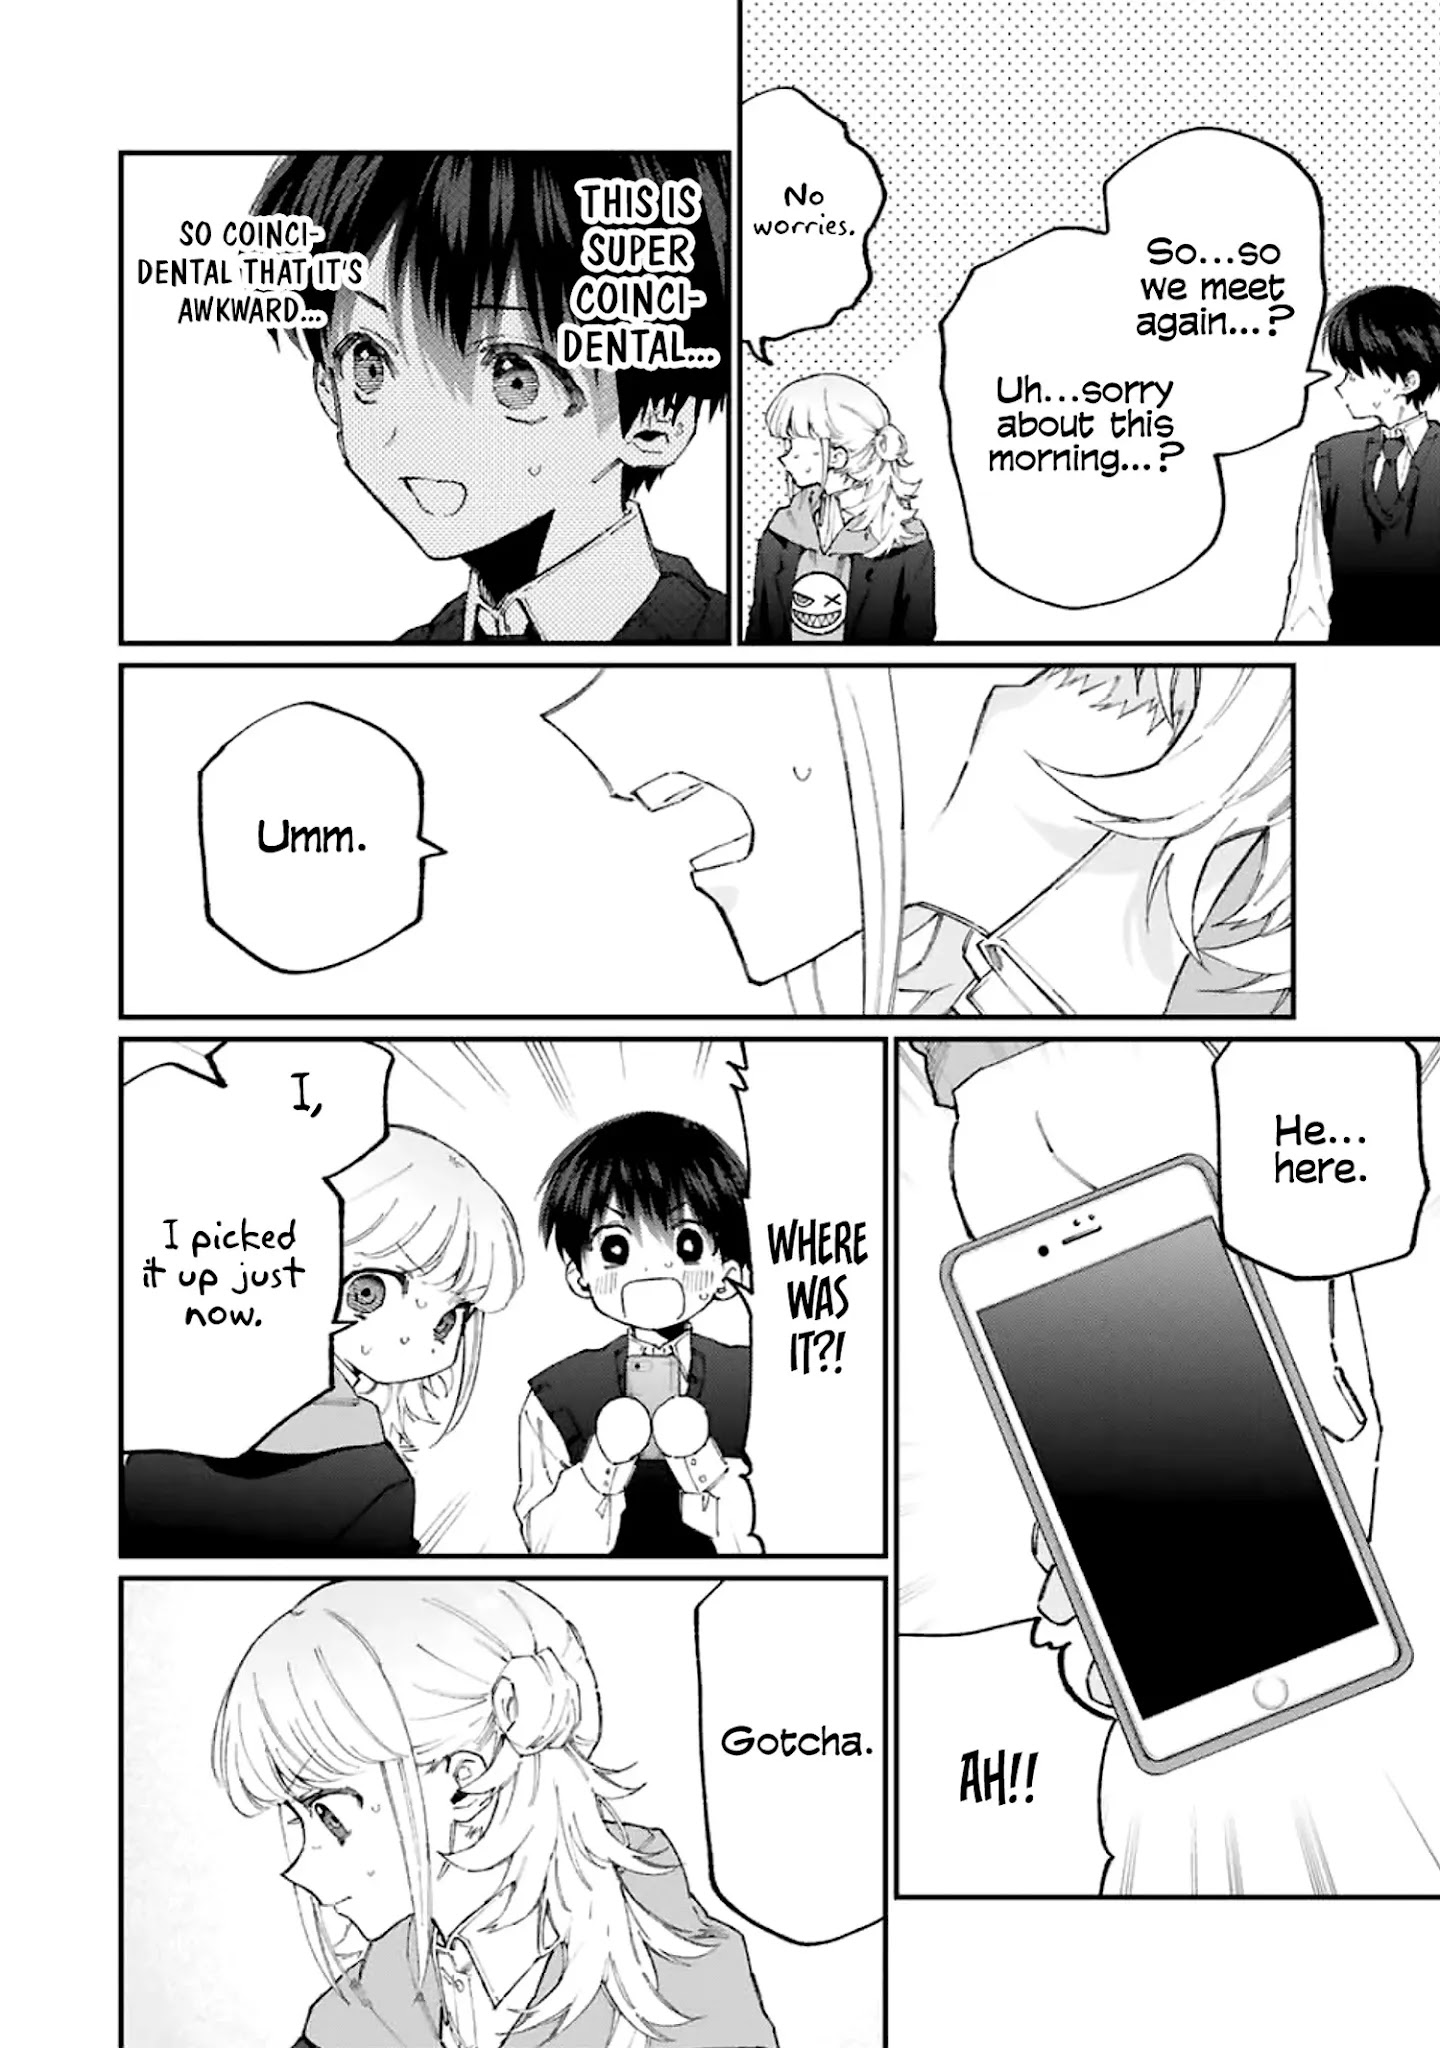 So...so
we meet
again...?
Uh...sorry
about this
morning...?
No
worries.
THIS IS
SUPER
COINCI-
DENTAL...
SO COINCI-
DENTAL THAT IT'S
AWKWARD...
Umm.
He...
here.
AH!!
WHERE
WAS
IT?!
I,
I picked
it up just
now.
Gotcha.